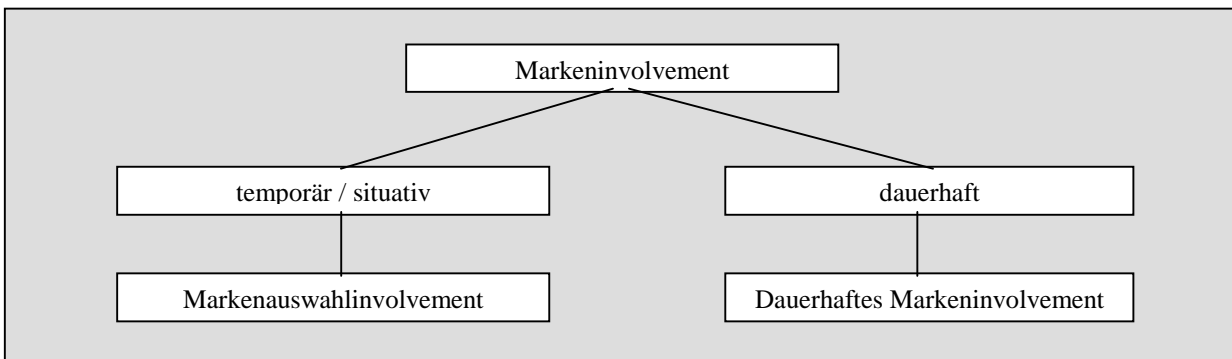 Markeninvolvement
temporär / situativ
dauerhaft
Markenauswahlinvolvement
Dauerhaftes Markeninvolvement